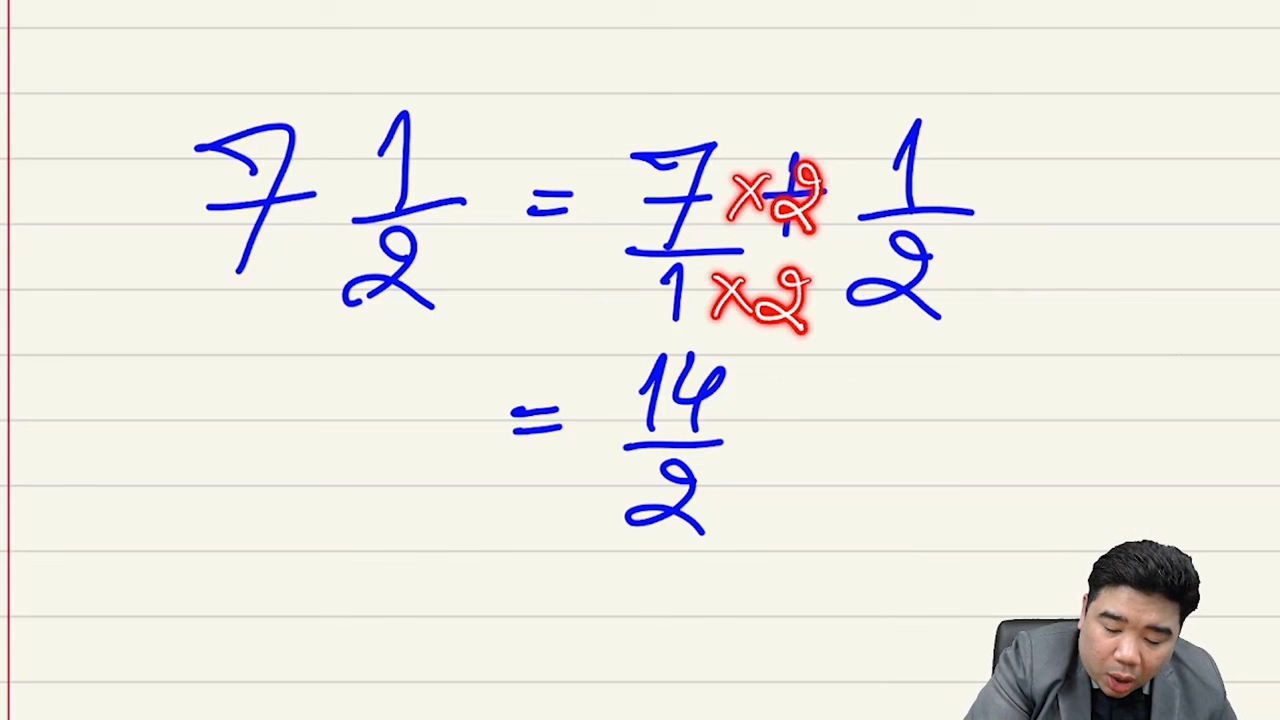 7 1/2 = 7×2/1×2 + 1/2
= 14/2